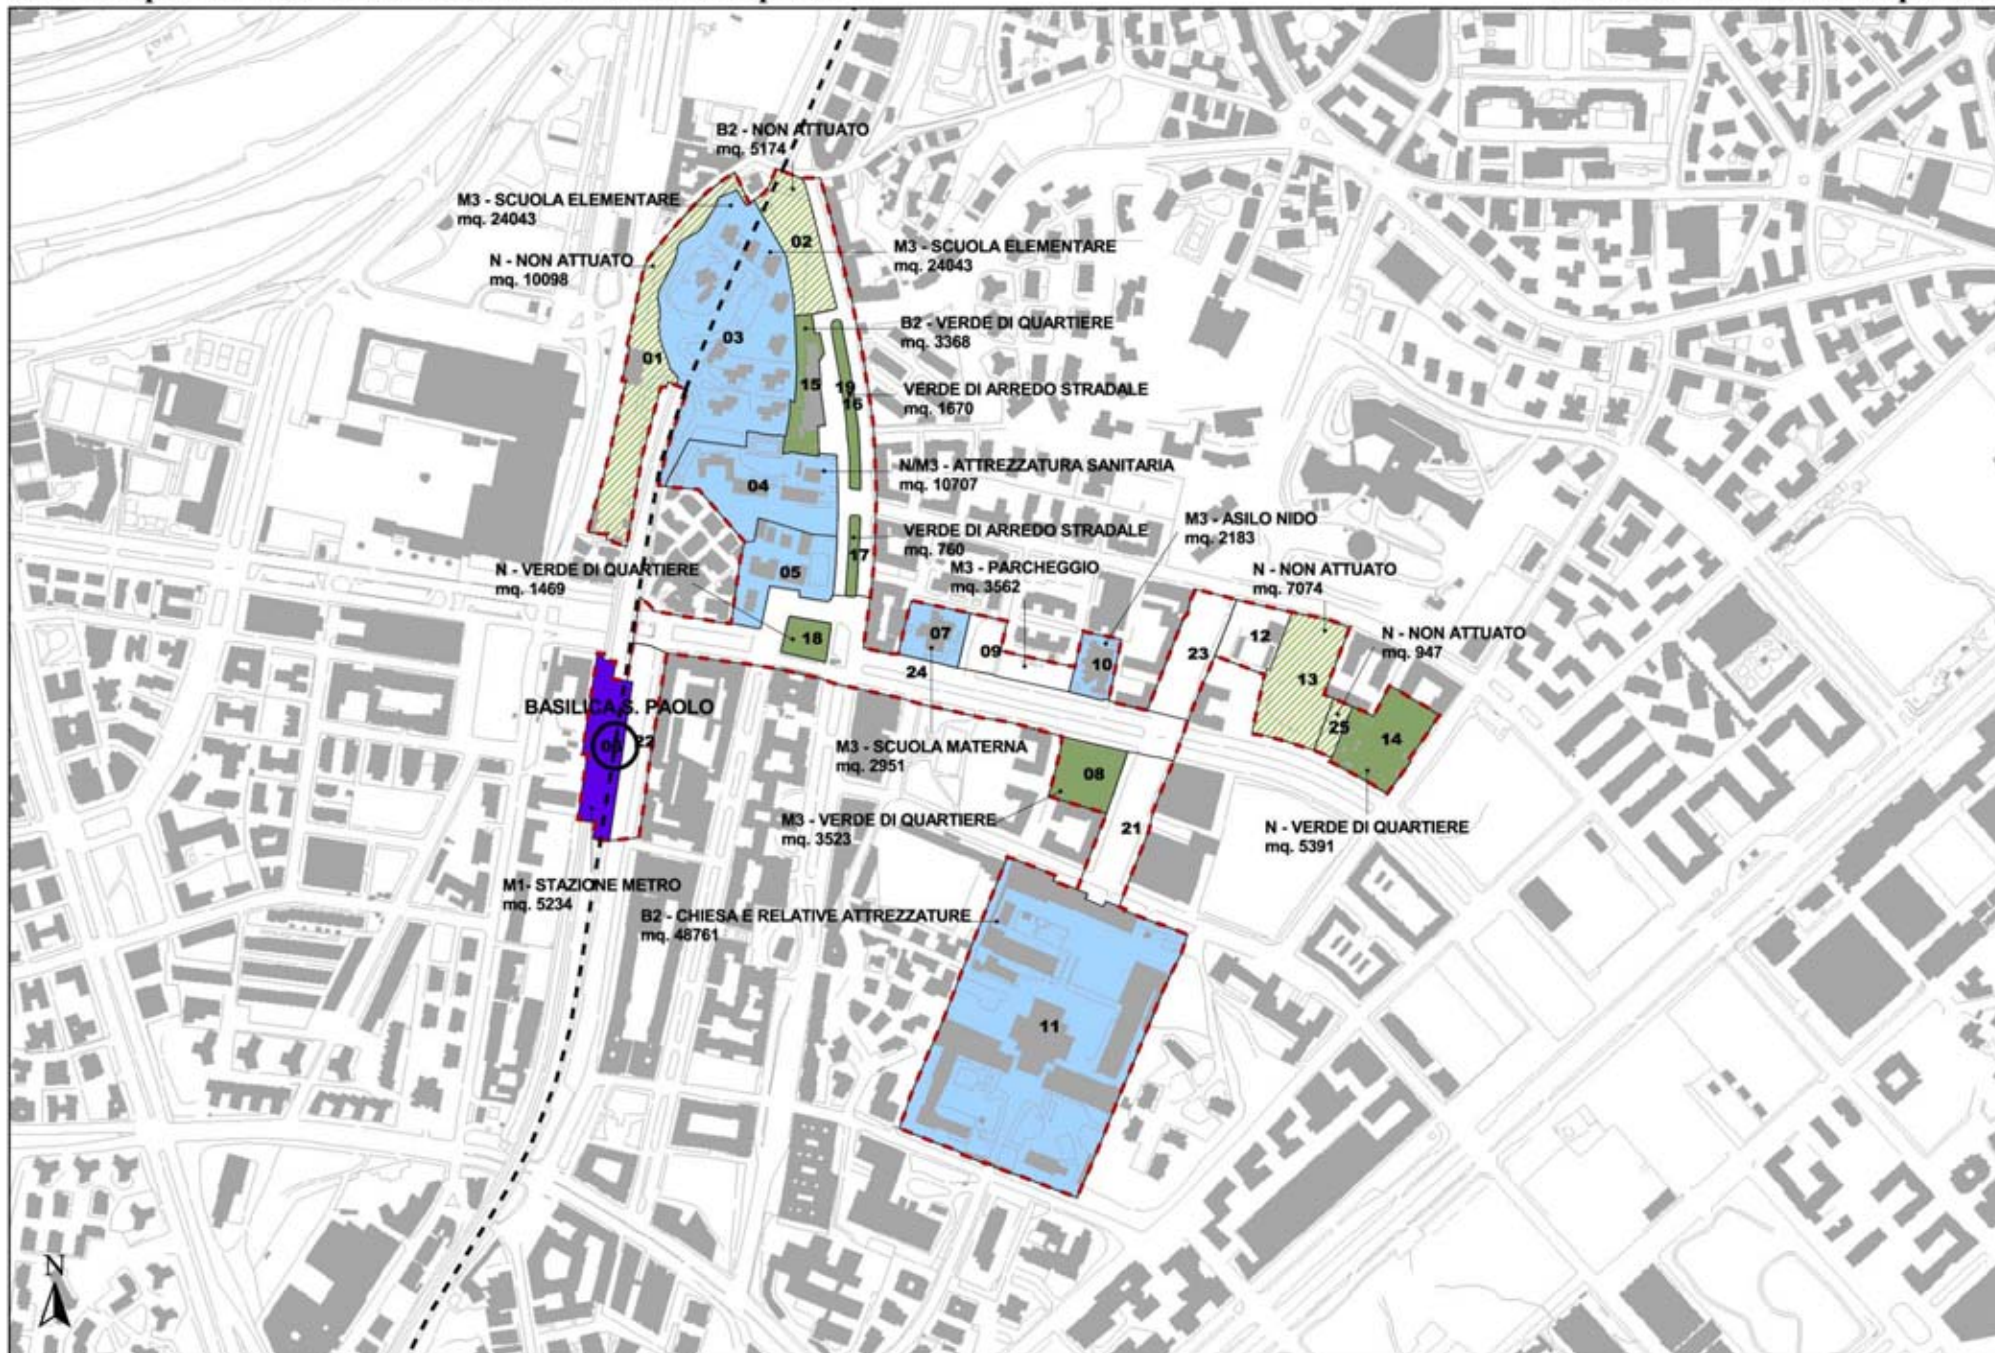 B2 - NON ATTUATO
mq. 5174
M3 - SCUOLA ELEMENTARE
mq. 24043
02
M3 - SCUOLA ELEMENTARE
mq. 24043
N - NON ATTUATO
mq. 10098
B2 - VERDE DI QUARTIERE
mq. 3368
03
01
15
19
16
VERDE DI ARREDO STRADALE
mq. 1670
N/M3 - ATTREZZATURA SANITARIA
mq. 10707
04
M3 - ASILO NIDO
mq. 2183
VERDE DI ARREDO STRADALE
mq. 760
17
N - VERDE DI QUARTIERE
mq. 1469
05
M3 - PARCHEGGIO
mq. 3562
N - NON ATTUATO
mq. 7074
18
07
09
10
23
12
N - NON ATTUATO
mq. 947
24
13
25
14
BASILICA S. PAOLO
22
M3 - SCUOLA MATERNA
mq. 2951
08
M3 - VERDE DI QUARTIERE
mq. 3523
21
N - VERDE DI QUARTIERE
mq. 5391
M1- STAZIONE METRO
mq. 5234
B2 - CHIESA E RELATIVE ATTREZZATURE
mq. 48761
11
N